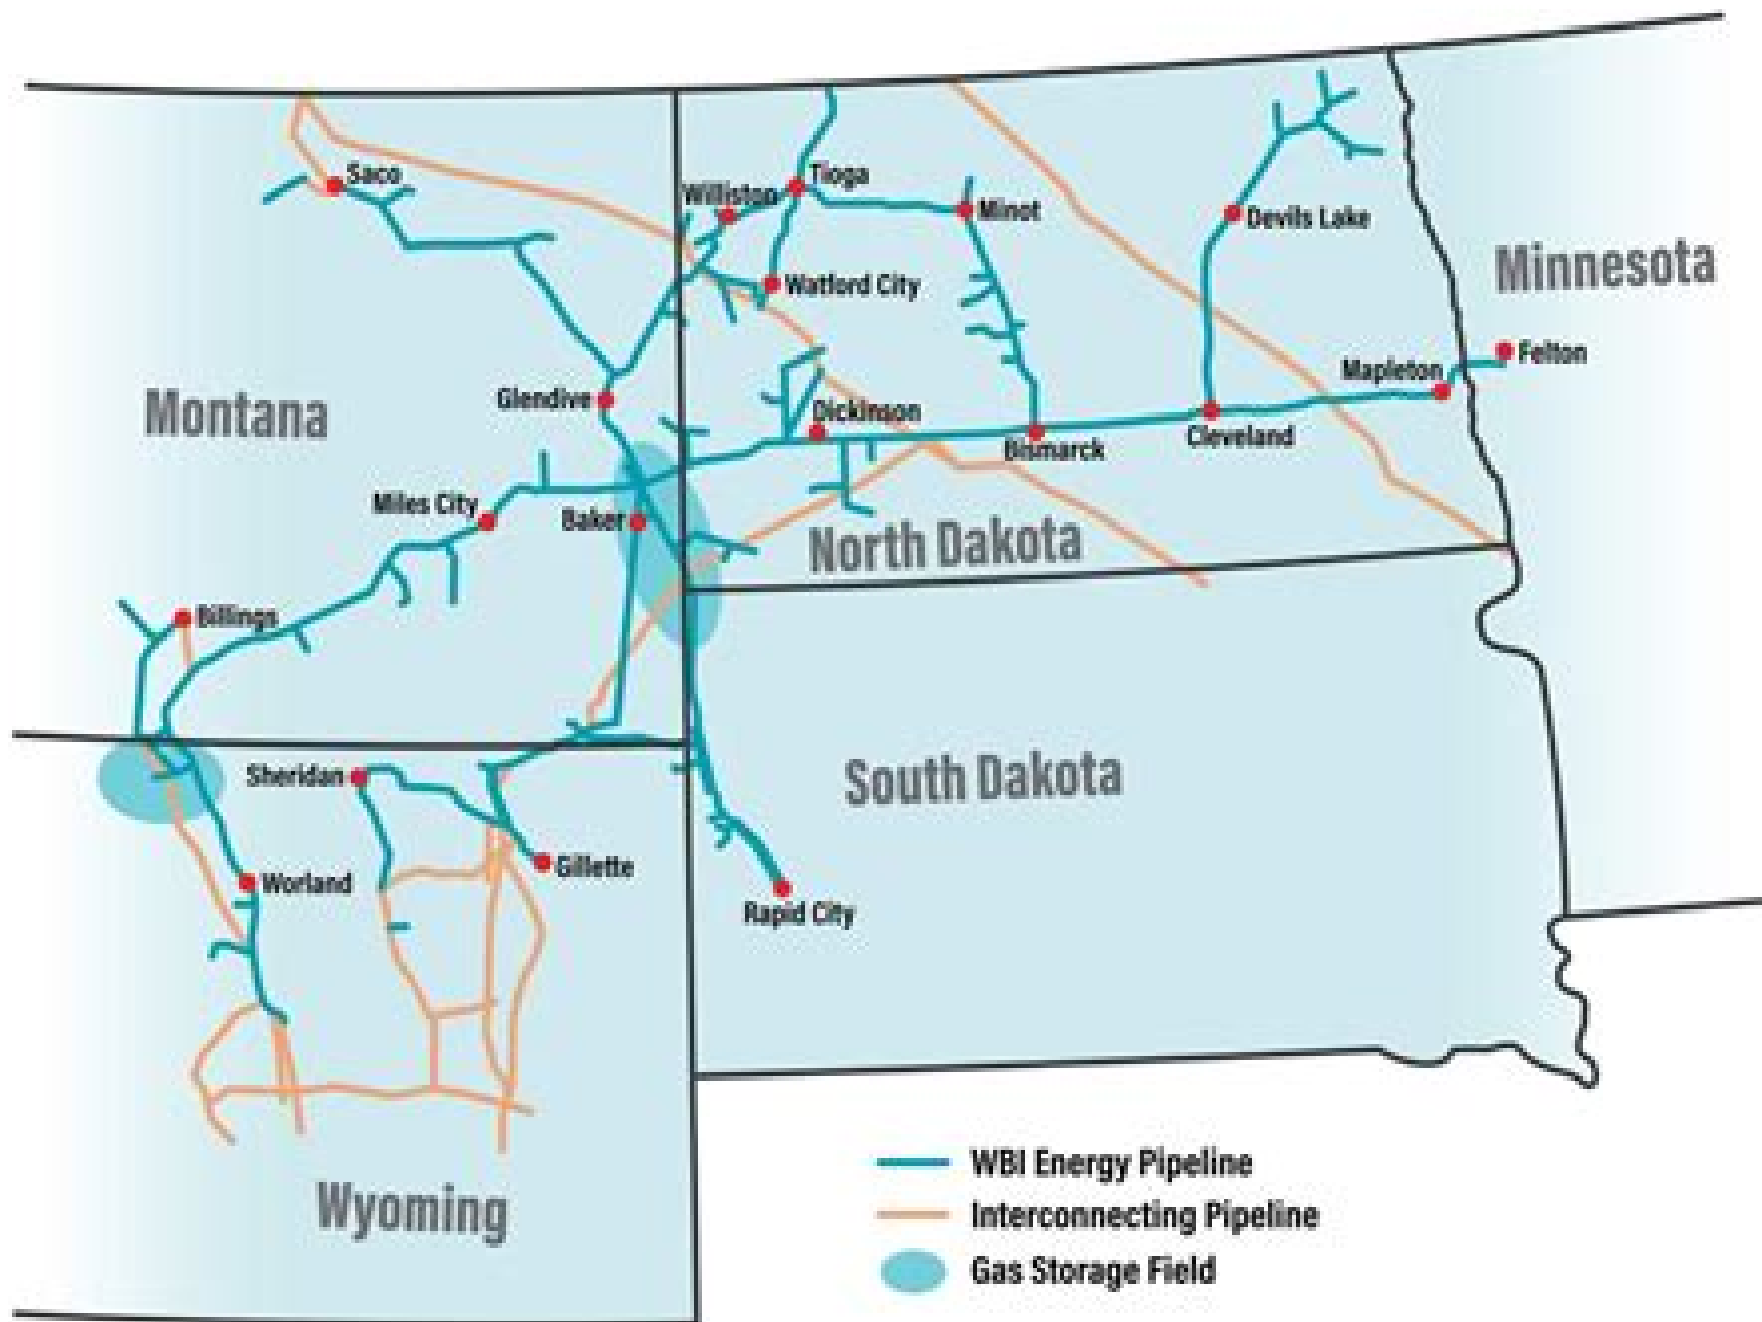 Saco
Tioga
Williston
Minot
Devils Lake
Minnesota
Watford City
Felton
Mapleton
Montana
Glendive
Dickinson
Cleveland
Bismarck
Miles City
Baker
North Dakota
Billings
Sheridan
South Dakota
Gillette
Worland
Rapid City
WBI Energy Pipeline
Wyoming
Interconnecting Pipeline
Gas Storage Field